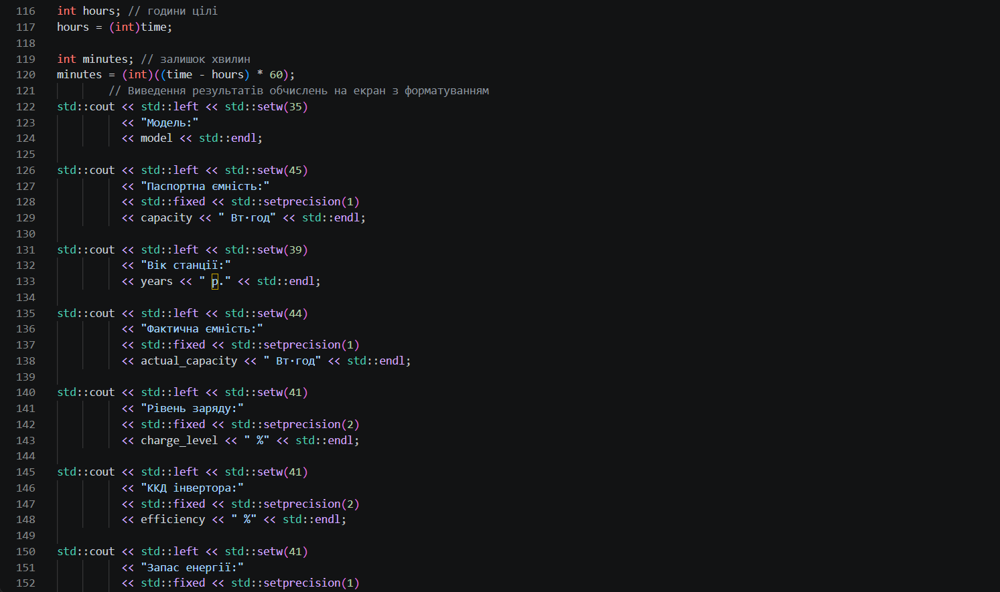 116 int hours; // години цілі
117 hours = (int)time;
118
119 int minutes; // залишок хвилин
120 minutes = (int)((time - hours) * 60);
121 // Виведення результатів обчислень на екран з форматуванням
122 std::cout << std::left << std::setw(35)
123 << "Модель:"
124 << model << std::endl;
125
126 std::cout << std::left << std::setw(45)
127 << "Паспортна ємність:"
128 << std::fixed << std::setprecision(1)
129 << capacity << " Вт·год" << std::endl;
130
131 std::cout << std::left << std::setw(39)
132 << "Вік станції:"
133 << years << " р." << std::endl;
134
135 std::cout << std::left << std::setw(44)
136 << "Фактична ємність:"
137 << std::fixed << std::setprecision(1)
138 << actual_capacity << " Вт·год" << std::endl;
139
140 std::cout << std::left << std::setw(41)
141 << "Рівень заряду:"
142 << std::fixed << std::setprecision(2)
143 << charge_level << " %" << std::endl;
144
145 std::cout << std::left << std::setw(41)
146 << "ККД інвертора:"
147 << std::fixed << std::setprecision(2)
148 << efficiency << " %" << std::endl;
149
150 std::cout << std::left << std::setw(41)
151 << "Запас енергії:"
152 << std::fixed << std::setprecision(1)